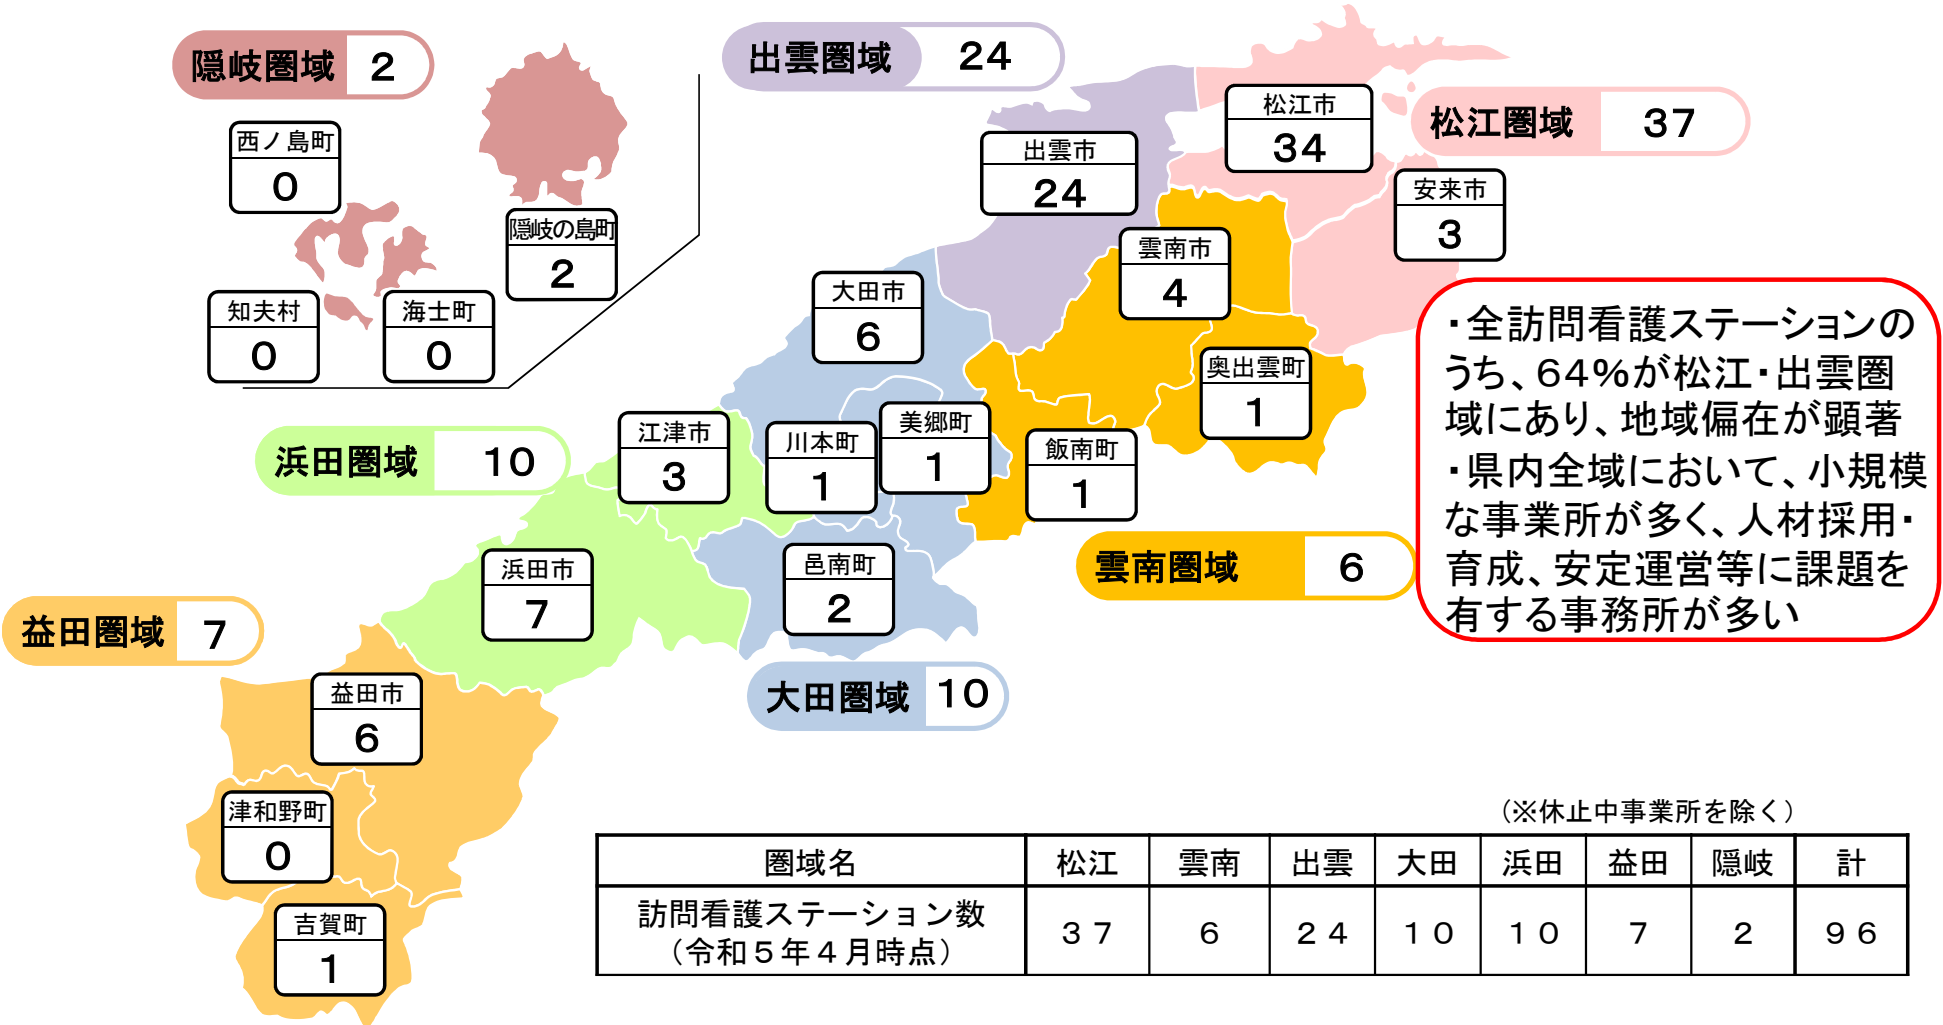 隠岐圏域 2
出雲圏域 24
松江圏域 37
西ノ島町
0
隠岐の島町
2
知夫村
0
海士町
0
松江市
34
出雲市
24
安来市
3
雲南市
4
大田市
6
奥出雲町
1
飯南町
1
美郷町
1
川本町
1
江津市
3
浜田圏域 10
浜田市
7
邑南町
2
雲南圏域 6
大田圏域 10
益田圏域 7
益田市
6
津和野町
0
吉賀町
1
・全訪問看護ステーションの
うち、64%が松江・出雲圏
域にあり、地域偏在が顕著
・県内全域において、小規模
な事業所が多く、人材採用・
育成、安定運営等に課題を
有する事務所が多い
（※休止中事業所を除く）
圏域名 松江 雲南 出雲 大田 浜田 益田 隠岐 計
訪問看護ステーション数
（令和５年４月時点）
３７ ６ ２４ １０ １０ ７ ２ ９６